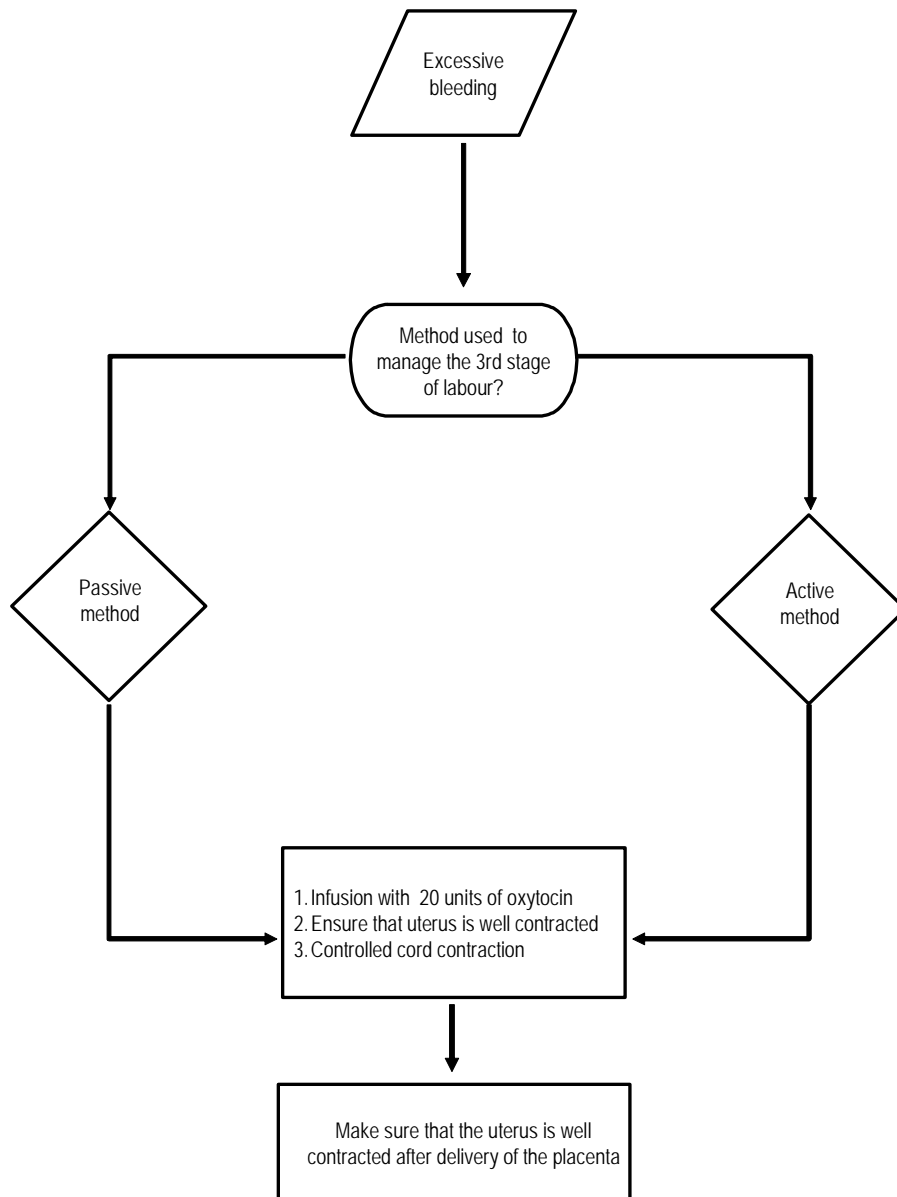 Excessive
bleeding
Method used to
manage the 3rd stage
of labour?
Passive
method
Active
method
1. Infusion with 20 units of oxytocin
2. Ensure that uterus is well contracted
3. Controlled cord contraction
Make sure that the uterus is well
contracted after delivery of the placenta